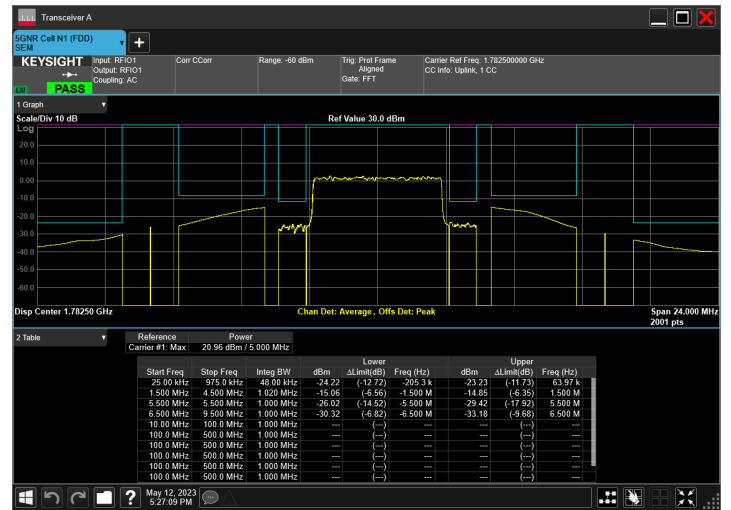 Transceiver A
5GNR Cell N1 (FDD)
SEM
KEYSIGHT
Input: RFIO1
Output: RFIO1
Coupling: AC
Corr CCorr
Range: -60 dBm
Trig: Prot Frame
Aligned
Gate: FFT
Carrier Ref Freq: 1.782500000 GHz
CC Info: Uplink, 1 CC
LXI PASS
1 Graph
Scale/Div 10 dB
Ref Value 30.0 dBm
Log
20.0
10.0
0.00
-10.0
-20.0
-30.0
-40.0
-50.0
-60.0
Disp Center 1.78250 GHz
Chan Det: Average , Offs Det: Peak
Span 24.000 MHz
2001 pts
2 Table
Reference Power
Carrier #1: Max 20.96 dBm / 5.000 MHz
Lower Upper
Start Freq Stop Freq Integ BW dBm ΔLimit(dB) Freq (Hz) dBm ΔLimit(dB) Freq (Hz)
25.00 kHz 975.0 kHz 48.00 kHz -24.22 (-12.72) -205.3 k -23.23 (-11.73) 63.97 k
1.500 MHz 4.500 MHz 1.020 MHz -15.06 (-6.56) -1.500 M -14.85 (-6.35) 1.500 M
5.500 MHz 5.500 MHz 1.000 MHz -26.02 (-14.52) -5.500 M -29.42 (-17.92) 5.500 M
6.500 MHz 9.500 MHz 1.000 MHz -30.32 (-6.82) -6.500 M -33.18 (-9.68) 6.500 M
10.00 MHz 100.0 MHz 1.000 MHz --- (---) --- --- (---) ---
100.0 MHz 500.0 MHz 1.000 MHz --- (---) --- --- (---) ---
100.0 MHz 500.0 MHz 1.000 MHz --- (---) --- --- (---) ---
100.0 MHz 500.0 MHz 1.000 MHz --- (---) --- --- (---) ---
100.0 MHz 500.0 MHz 1.000 MHz --- (---) --- --- (---) ---
100.0 MHz 500.0 MHz 1.000 MHz --- (---) --- --- (---) ---
May 12, 2023
5:27:09 PM